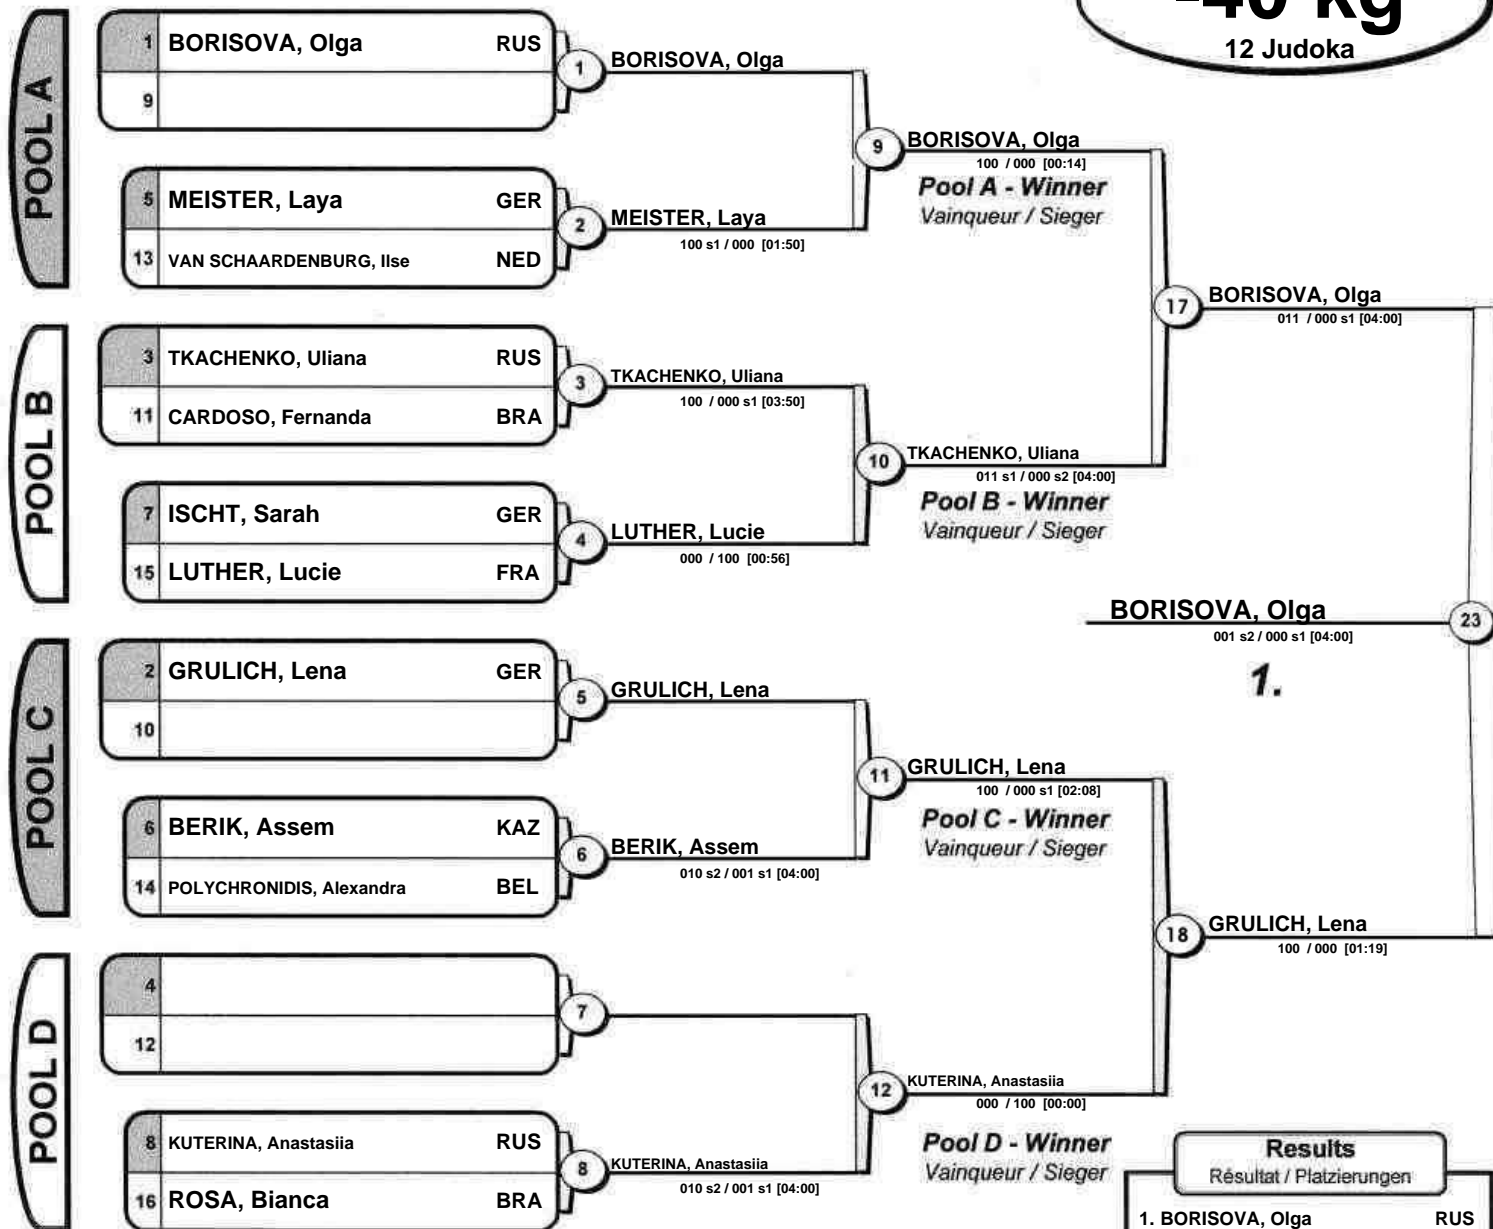 -40 kg
12 Judoka
POOL A
1 BORISOVA, Olga RUS
9
1 BORISOVA, Olga
5 MEISTER, Laya GER
13 VAN SCHAARDENBURG, Ilse NED
2 MEISTER, Laya
100 s1 / 000 [01:50]
9 BORISOVA, Olga
100 / 000 [00:14]
Pool A - Winner
Vainqueur / Sieger
POOL B
3 TKACHENKO, Uliana RUS
11 CARDOSO, Fernanda BRA
3 TKACHENKO, Uliana
100 / 000 s1 [03:50]
7 ISCHT, Sarah GER
15 LUTHER, Lucie FRA
4 LUTHER, Lucie
000 / 100 [00:56]
10 TKACHENKO, Uliana
011 s1 / 000 s2 [04:00]
Pool B - Winner
Vainqueur / Sieger
17 BORISOVA, Olga
011 / 000 s1 [04:00]
BORISOVA, Olga 23
001 s2 / 000 s1 [04:00]
1.
POOL C
2 GRULICH, Lena GER
10
5 GRULICH, Lena
6 BERIK, Assem KAZ
14 POLYCHRONIDIS, Alexandra BEL
6 BERIK, Assem
010 s2 / 001 s1 [04:00]
11 GRULICH, Lena
100 / 000 s1 [02:08]
Pool C - Winner
Vainqueur / Sieger
POOL D
4
12
7
8 KUTERINA, Anastasiia RUS
16 ROSA, Bianca BRA
8 KUTERINA, Anastasiia
010 s2 / 001 s1 [04:00]
12 KUTERINA, Anastasiia
000 / 100 [00:00]
Pool D - Winner
Vainqueur / Sieger
18 GRULICH, Lena
100 / 000 [01:19]
Results
Résultat / Platzierungen
1. BORISOVA, Olga RUS